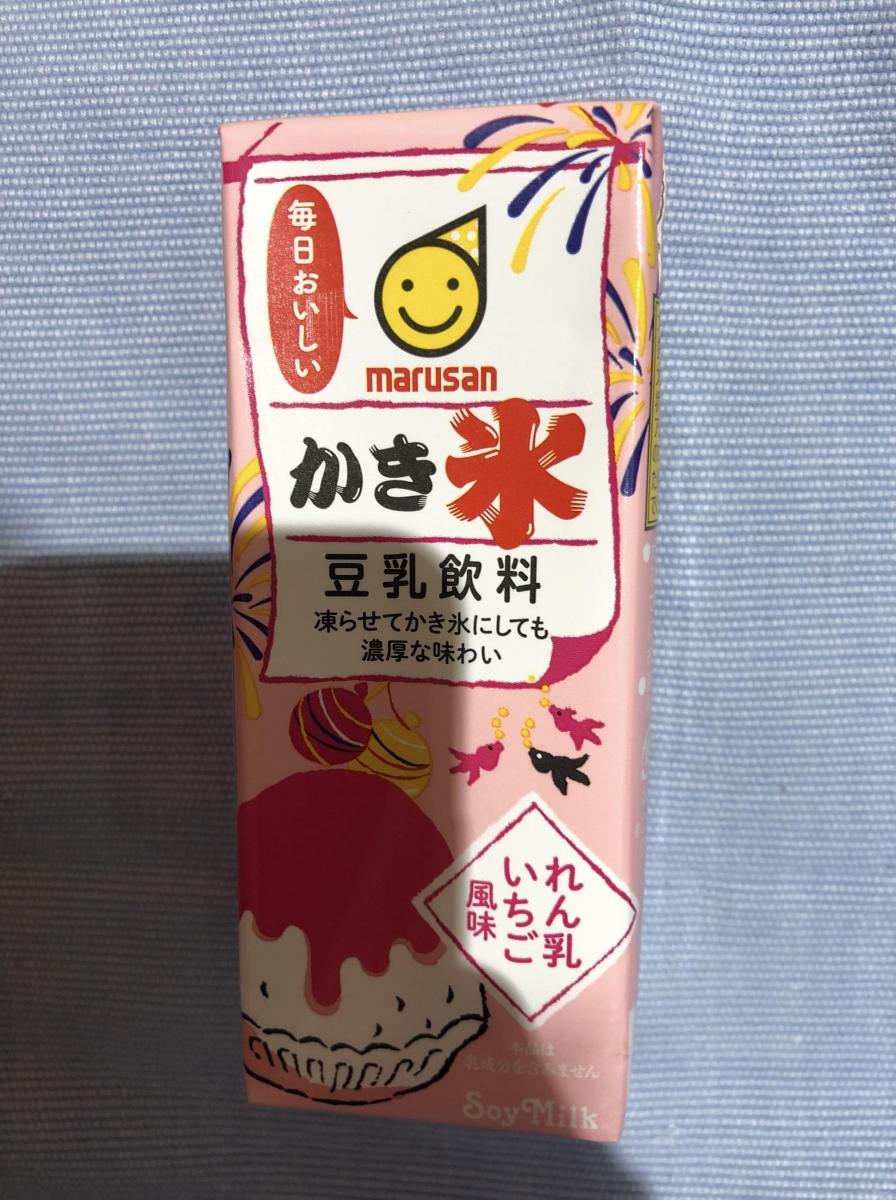 毎日おいしい
marusan
かき氷
豆乳飲料
凍らせてかき氷にしても
濃厚な味わい
れん乳
いちご
風味
本品は
乳成分を含みません
Soy Milk